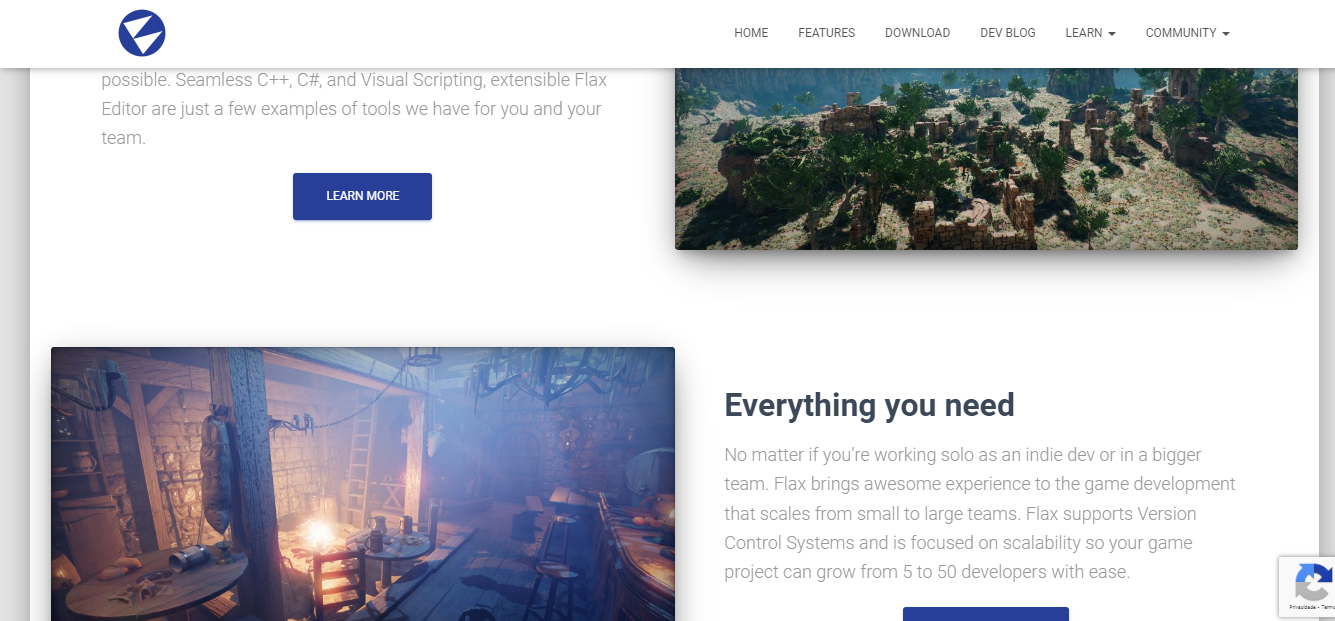 HOME FEATURES DOWNLOAD DEV BLOG LEARN COMMUNITY
possible. Seamless C++, C#, and Visual Scripting, extensible Flax
Editor are just a few examples of tools we have for you and your
team.
LEARN MORE
Everything you need
No matter if you’re working solo as an indie dev or in a bigger
team. Flax brings awesome experience to the game development
that scales from small to large teams. Flax supports Version
Control Systems and is focused on scalability so your game
project can grow from 5 to 50 developers with ease.
Privacidade - Termo